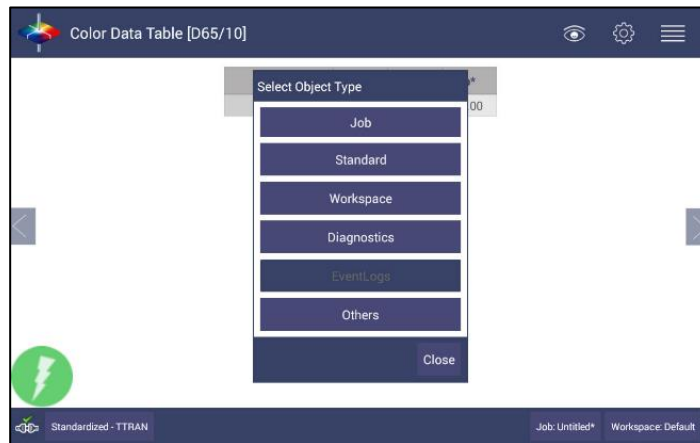 Color Data Table [D65/10]
Select Object Type
*
00
Job
Standard
Workspace
Diagnostics
EventLogs
Others
Close
Standardized - TTRAN
Job: Untitled*
Workspace: Default